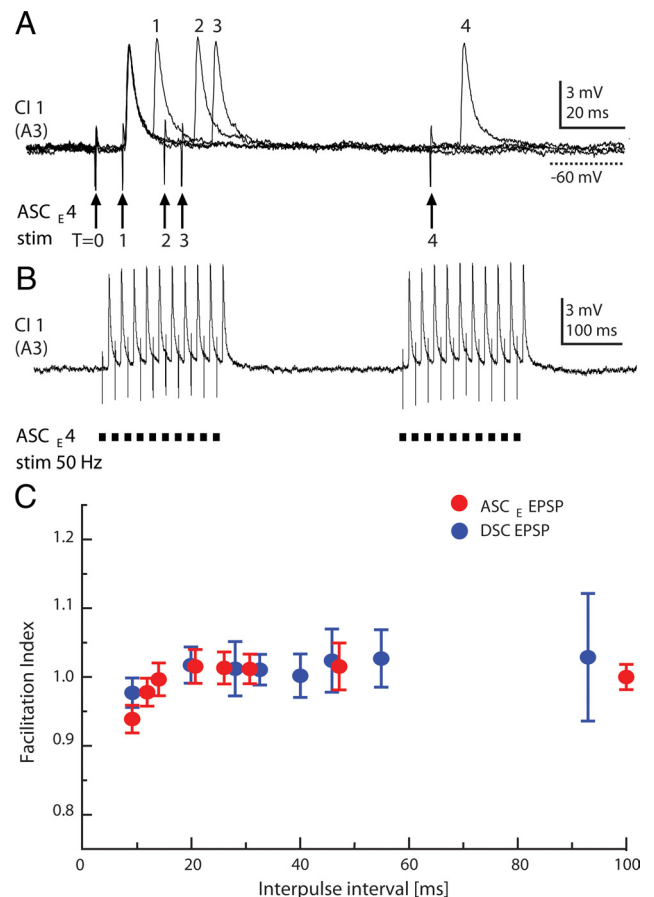 A
1 2 3 4
CI 1
(A3)
3 mV
20 ms
-60 mV
ASC E4
stim T=0 1 2 3 4
B
CI 1
(A3)
3 mV
100 ms
ASC E4
stim 50 Hz
C
ASC E EPSP
DSC EPSP
Facilitation Index
1.2
1.1
1.0
0.9
0.8
0 20 40 60 80 100
Interpulse interval [ms]